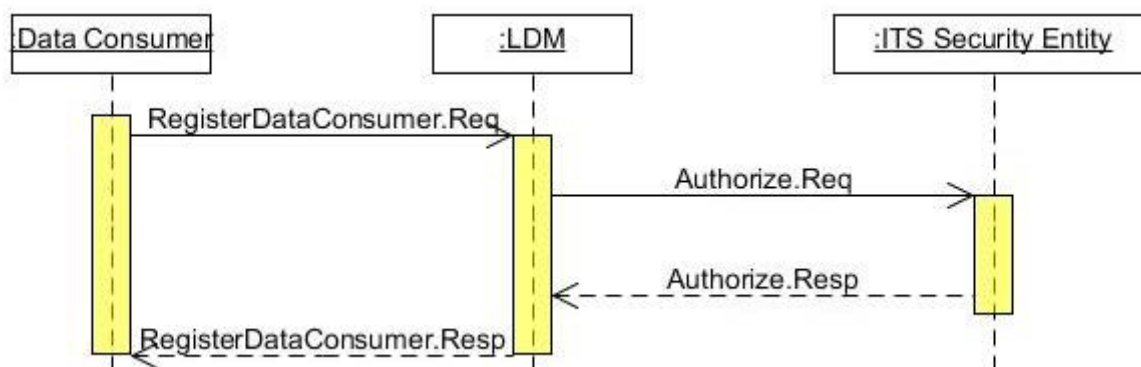 :Data Consumer
:LDM
:ITS Security Entity
RegisterDataConsumer.Req
Authorize.Req
Authorize.Resp
RegisterDataConsumer.Resp